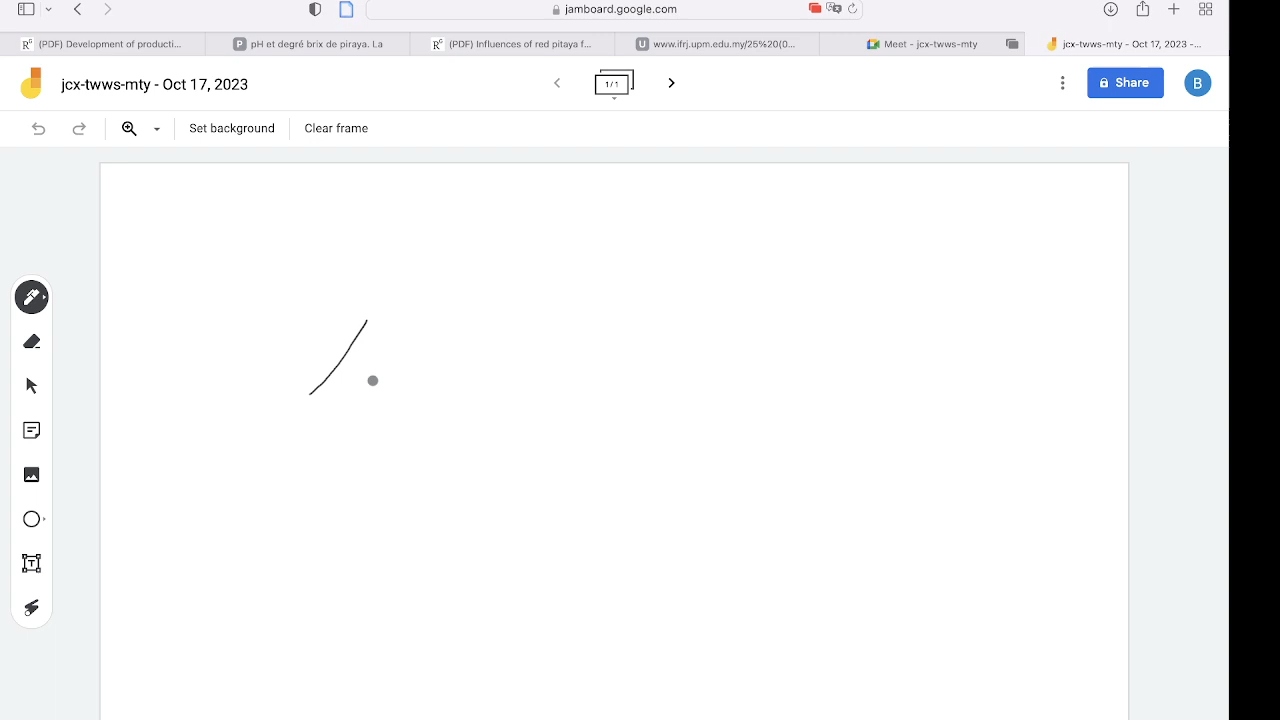 jamboard.google.com
(PDF) Development of producti...
P pH et degré brix de piraya. La
(PDF) Influences of red pitaya f...
U www.ifrj.upm.edu.my/25%20(0...
Meet - jcx-twws-mty
jcx-twws-mty - Oct 17, 2023 -...
jcx-twws-mty - Oct 17, 2023
1/1
Share
B
Set background
Clear frame